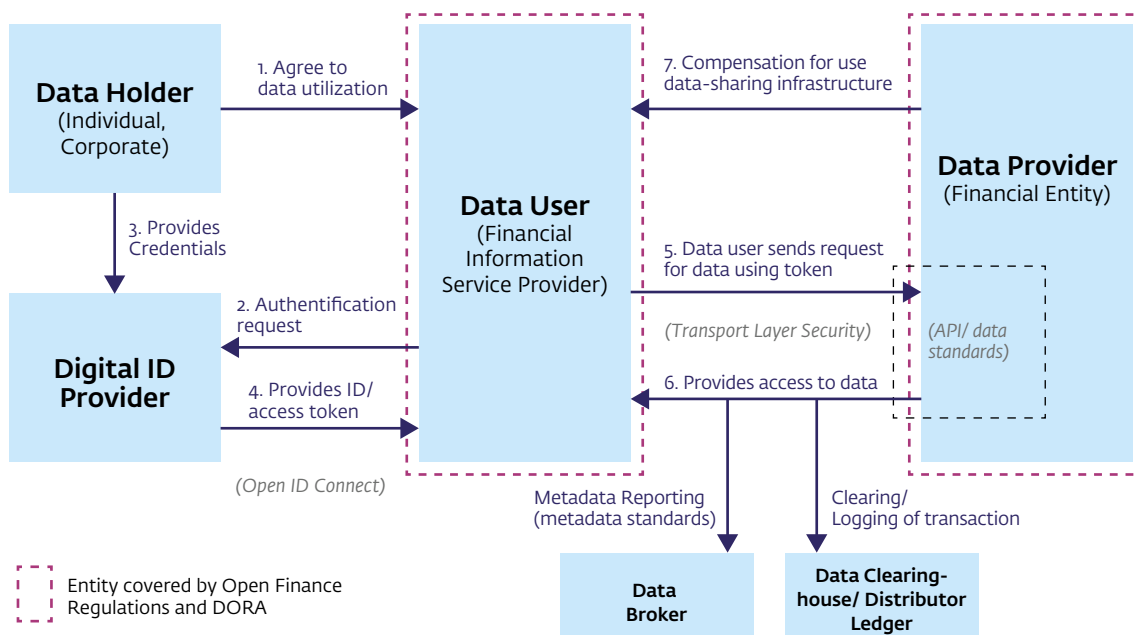 Data Holder
(Individual,
Corporate)
1. Agree to
data utilization
7. Compensation for use
data-sharing infrastructure
Data Provider
(Financial Entity)
Data User
(Financial
Information
Service Provider)
3. Provides
Credentials
5. Data user sends request
for data using token
2. Authentification
request
(Transport Layer Security)
(API/ data
standards)
Digital ID
Provider
4. Provides ID/
access token
6. Provides access to data
(Open ID Connect)
Metadata Reporting
(metadata standards)
Clearing/
Logging of transaction
Entity covered by Open Finance
Regulations and DORA
Data
Broker
Data Clearing-
house/ Distributor
Ledger